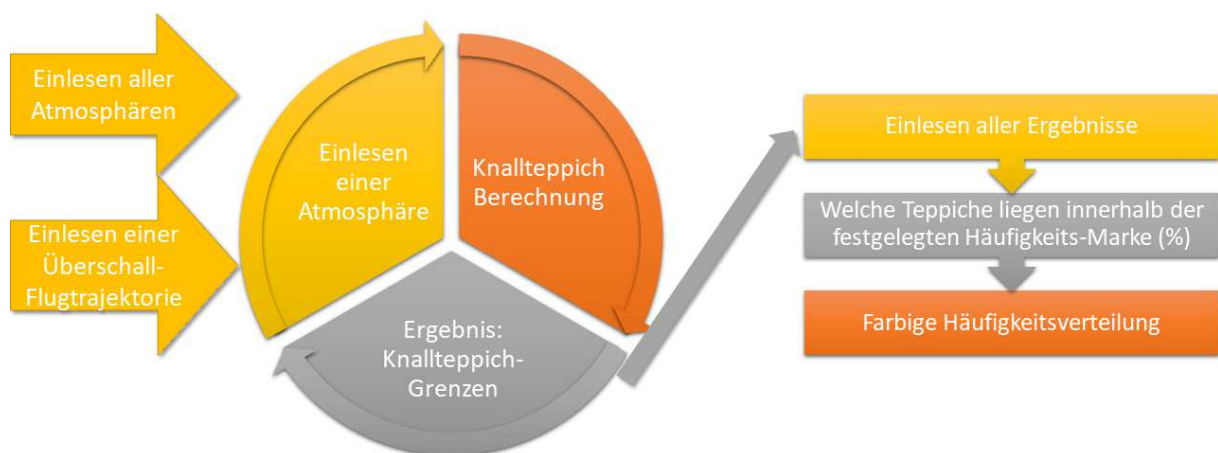 Einlesen aller
Atmosphären
Einlesen einer
Überschall-
Flugtrajektorie
Einlesen
einer
Atmosphäre
Knallteppich
Berechnung
Ergebnis:
Knallteppich-
Grenzen
Einlesen aller Ergebnisse
Welche Teppiche liegen innerhalb der
festgelegten Häufigkeits-Marke (%)
Farbige Häufigkeitsverteilung